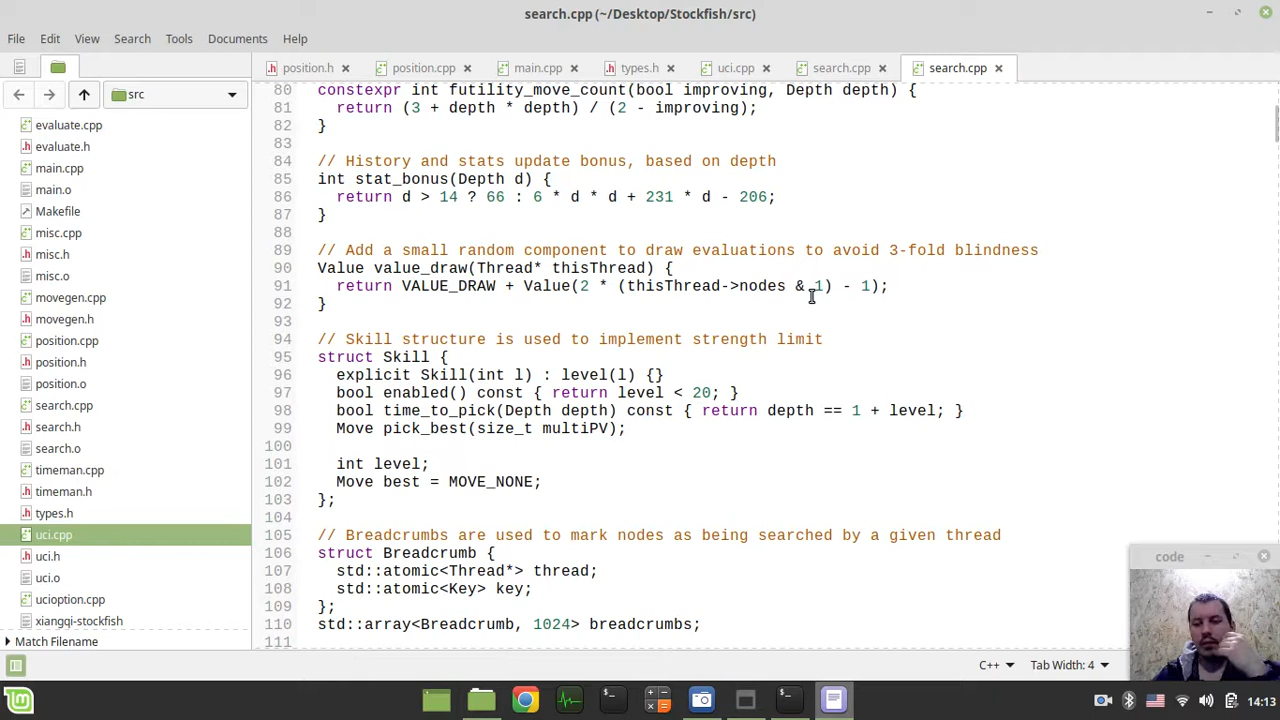 search.cpp (~/Desktop/Stockfish/src)
File Edit View Search Tools Documents Help
position.h position.cpp main.cpp types.h uci.cpp search.cpp search.cpp
src
evaluate.cpp
evaluate.h
main.cpp
main.o
Makefile
misc.cpp
misc.h
misc.o
movegen.cpp
movegen.h
position.cpp
position.h
position.o
search.cpp
search.h
search.o
timeman.cpp
timeman.h
types.h
uci.cpp
uci.h
uci.o
ucioption.cpp
xiangqi-stockfish
Match Filename
80 constexpr int futility_move_count(bool improving, Depth depth) {
81 return (3 + depth * depth) / (2 - improving);
82 }
83
84 // History and stats update bonus, based on depth
85 int stat_bonus(Depth d) {
86 return d > 14 ? 66 : 6 * d * d + 231 * d - 206;
87 }
88
89 // Add a small random component to draw evaluations to avoid 3-fold blindness
90 Value value_draw(Thread* thisThread) {
91 return VALUE_DRAW + Value(2 * (thisThread->nodes & 1) - 1);
92 }
93
94 // Skill structure is used to implement strength limit
95 struct Skill {
96 explicit Skill(int l) : level(l) {}
97 bool enabled() const { return level < 20; }
98 bool time_to_pick(Depth depth) const { return depth == 1 + level; }
99 Move pick_best(size_t multiPV);
100
101 int level;
102 Move best = MOVE_NONE;
103 };
104
105 // Breadcrumbs are used to mark nodes as being searched by a given thread
106 struct Breadcrumb {
107 std::atomic<Thread*> thread;
108 std::atomic<Key> key;
109 };
110 std::array<Breadcrumb, 1024> breadcrumbs;
111
code
C++ Tab Width: 4
14:13